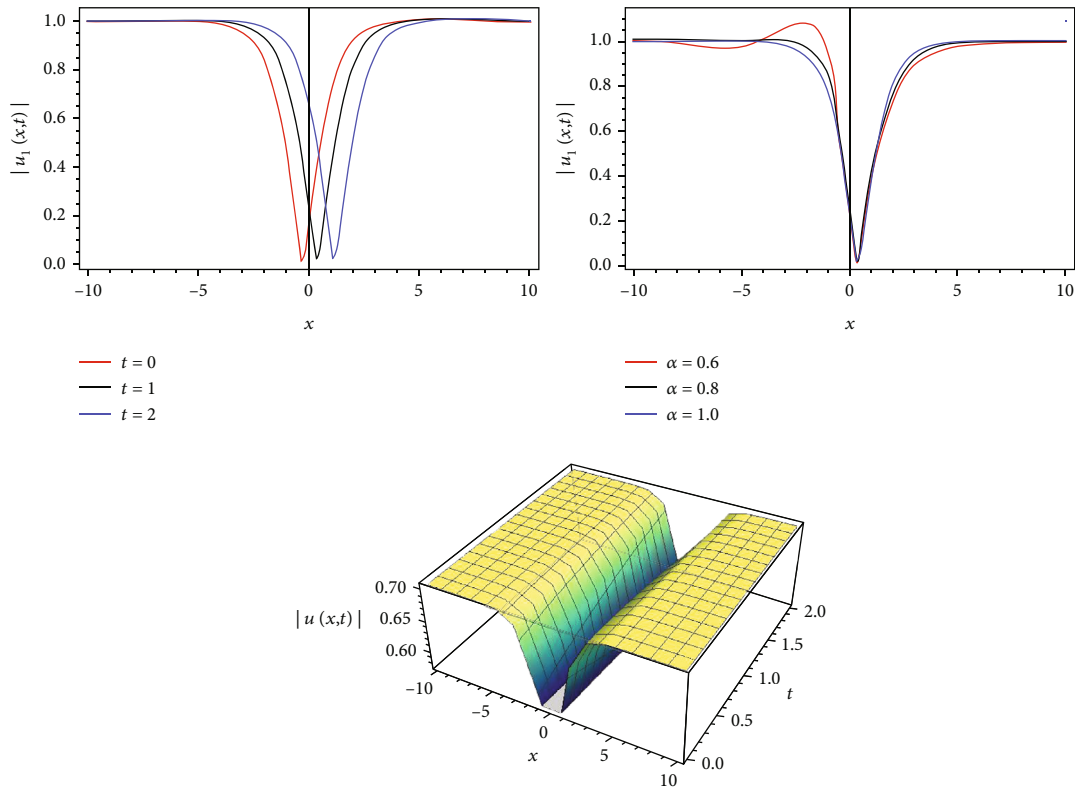 | u₁ (x,t) |
1.0
0.8
0.6
0.4
0.2
0.0
–10
–5
0
5
10
x
t = 0
t = 1
t = 2
| u₁ (x,t) |
1.0
0.8
0.6
0.4
0.2
0.0
–10
–5
0
5
10
x
α = 0.6
α = 0.8
α = 1.0
| u (x,t) |
0.70
0.65
0.60
–10
–5
0
5
10
x
0.0
0.5
1.0
1.5
2.0
t